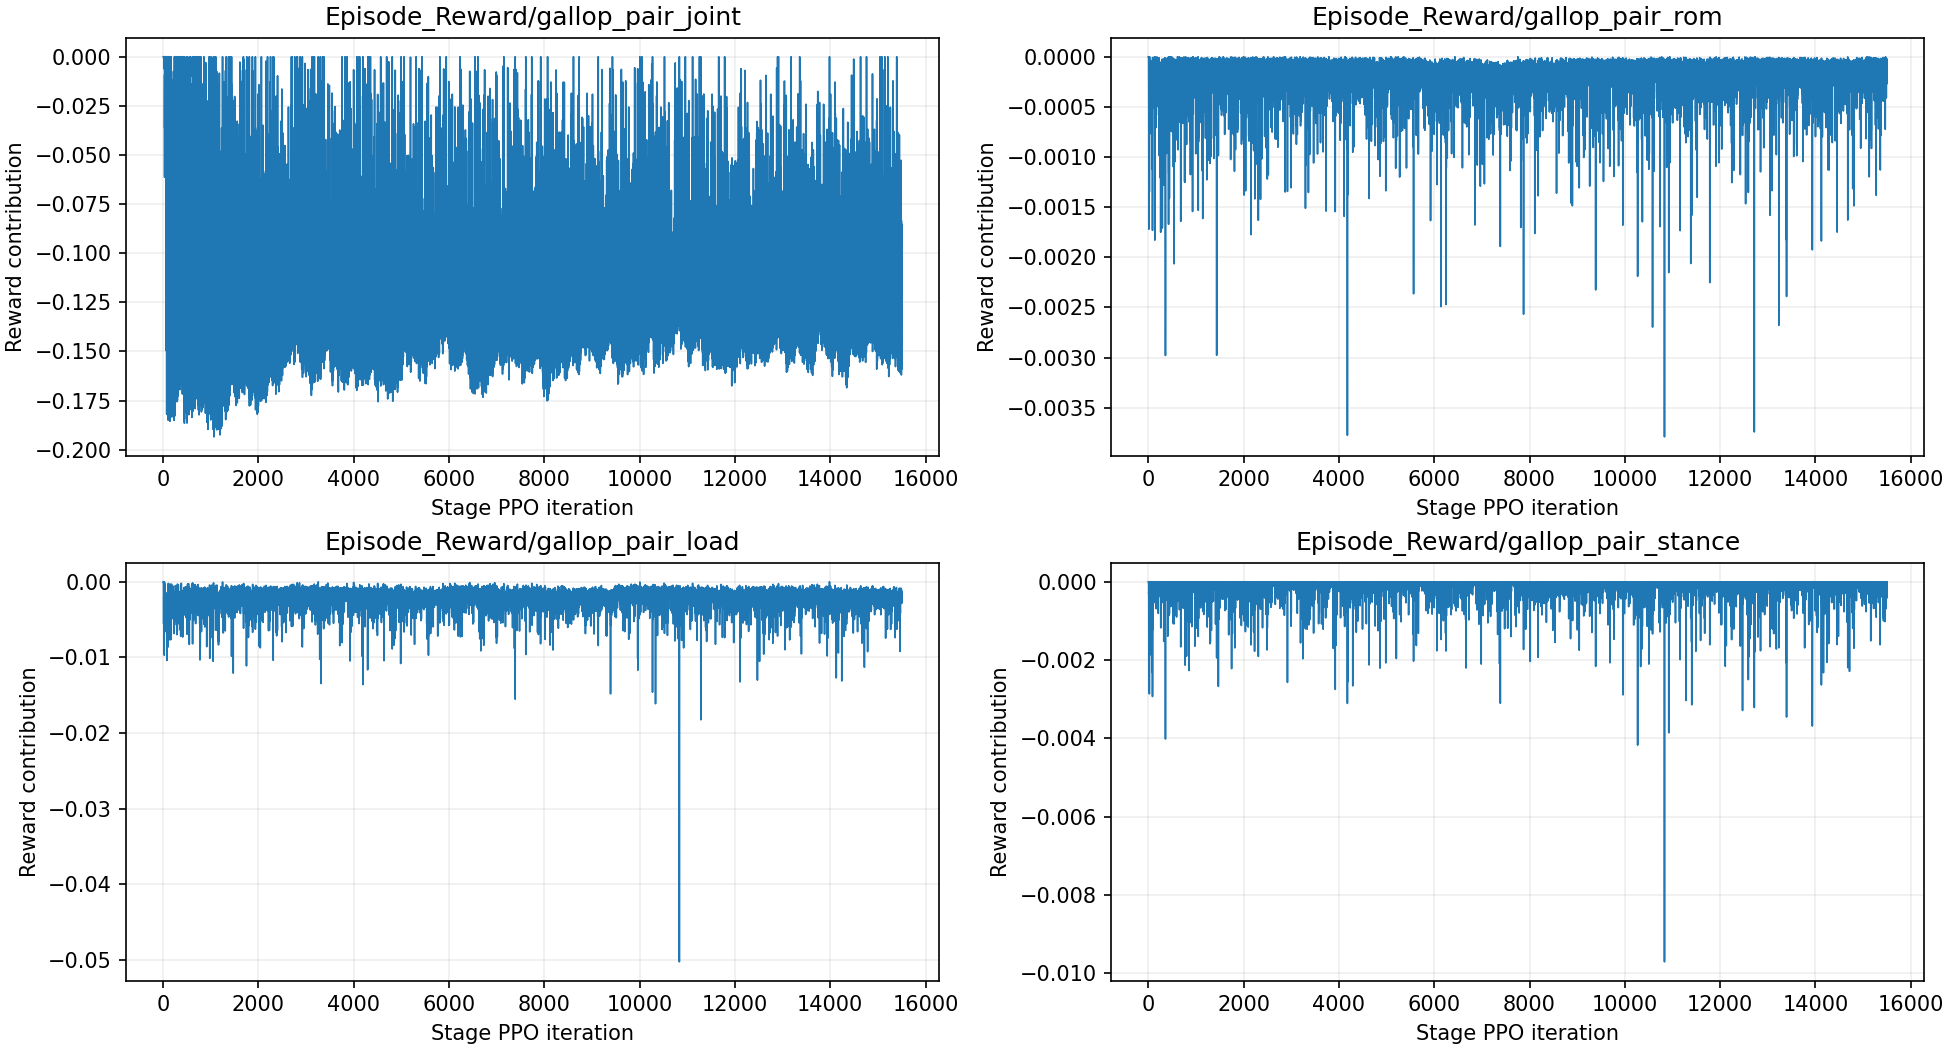 Episode_Reward/gallop_pair_joint
Reward contribution
0.000
−0.025
−0.050
−0.075
−0.100
−0.125
−0.150
−0.175
−0.200
0 2000 4000 6000 8000 10000 12000 14000 16000
Stage PPO iteration
Episode_Reward/gallop_pair_rom
Reward contribution
0.0000
−0.0005
−0.0010
−0.0015
−0.0020
−0.0025
−0.0030
−0.0035
0 2000 4000 6000 8000 10000 12000 14000 16000
Stage PPO iteration
Episode_Reward/gallop_pair_load
Reward contribution
0.00
−0.01
−0.02
−0.03
−0.04
−0.05
0 2000 4000 6000 8000 10000 12000 14000 16000
Stage PPO iteration
Episode_Reward/gallop_pair_stance
Reward contribution
0.000
−0.002
−0.004
−0.006
−0.008
−0.010
0 2000 4000 6000 8000 10000 12000 14000 16000
Stage PPO iteration